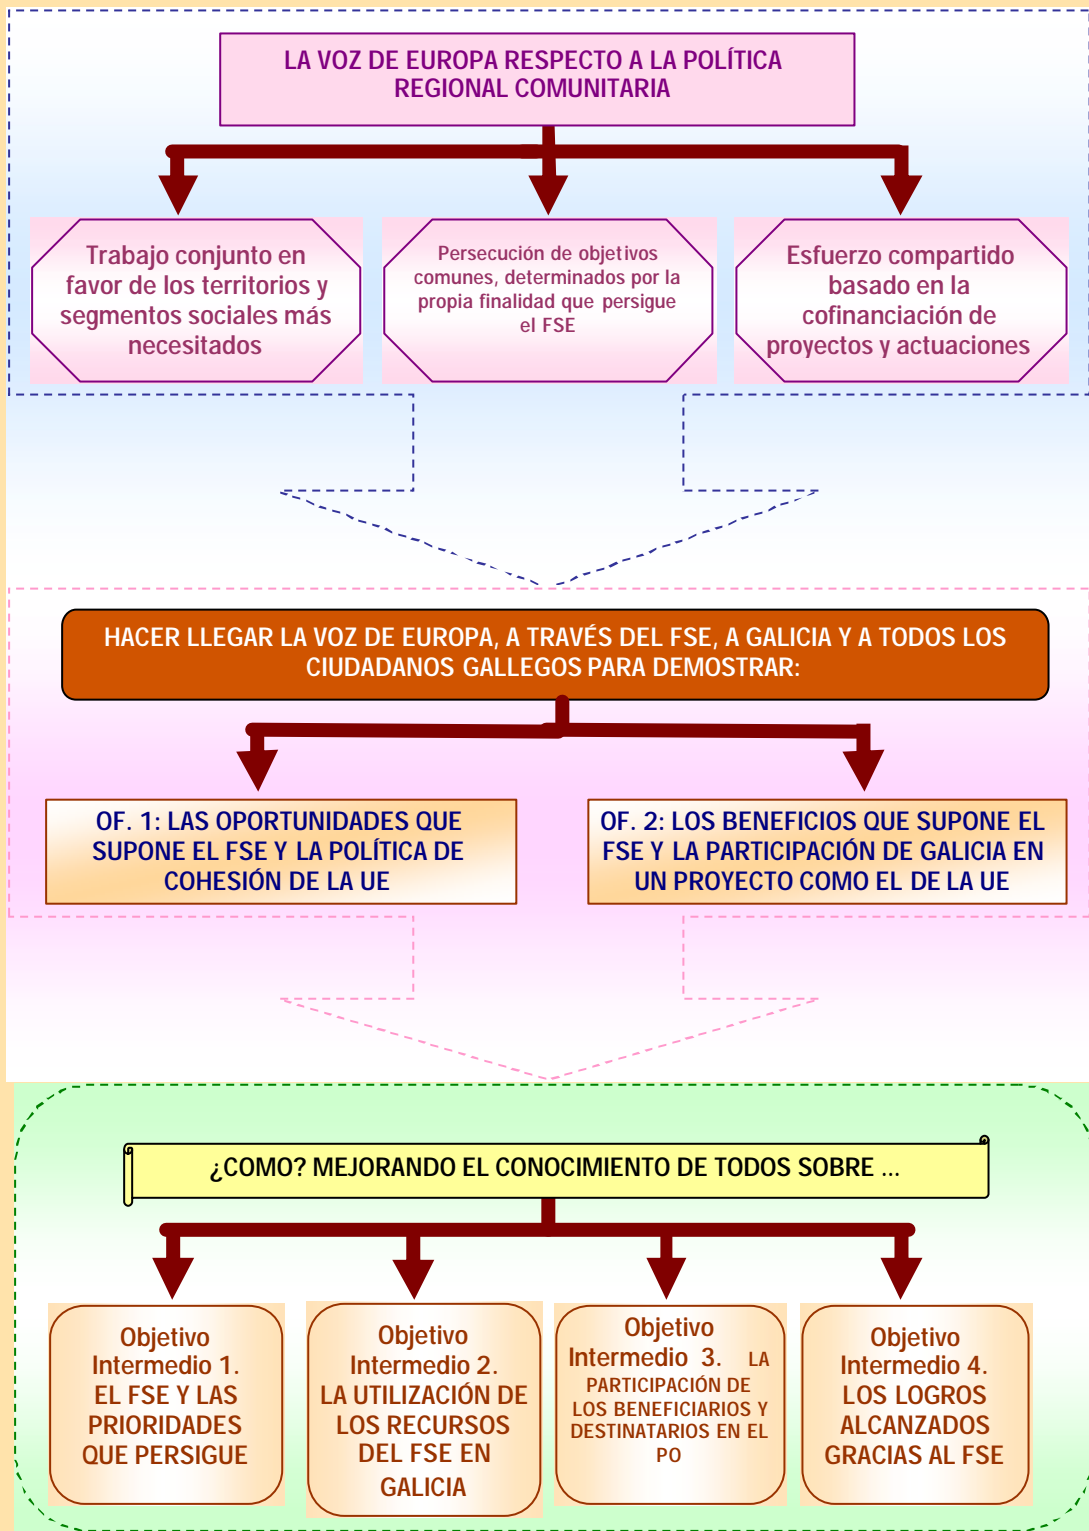 LA VOZ DE EUROPA RESPECTO A LA POLÍTICA
REGIONAL COMUNITARIA
Trabajo conjunto en
favor de los territorios y
segmentos sociales más
necesitados
Persecución de objetivos
comunes, determinados por la
propia finalidad que persigue
el FSE
Esfuerzo compartido
basado en la
cofinanciación de
proyectos y actuaciones
HACER LLEGAR LA VOZ DE EUROPA, A TRAVÉS DEL FSE, A GALICIA Y A TODOS LOS
CIUDADANOS GALLEGOS PARA DEMOSTRAR:
OF. 1: LAS OPORTUNIDADES QUE
SUPONE EL FSE Y LA POLÍTICA DE
COHESIÓN DE LA UE
OF. 2: LOS BENEFICIOS QUE SUPONE EL
FSE Y LA PARTICIPACIÓN DE GALICIA EN
UN PROYECTO COMO EL DE LA UE
¿COMO? MEJORANDO EL CONOCIMIENTO DE TODOS SOBRE ...
Objetivo
Intermedio 1.
EL FSE Y LAS
PRIORIDADES
QUE PERSIGUE
Objetivo
Intermedio 2.
LA UTILIZACIÓN DE
LOS RECURSOS
DEL FSE EN
GALICIA
Objetivo
Intermedio 3. LA
PARTICIPACIÓN DE
LOS BENEFICIARIOS Y
DESTINATARIOS EN EL
PO
Objetivo
Intermedio 4.
LOS LOGROS
ALCANZADOS
GRACIAS AL FSE